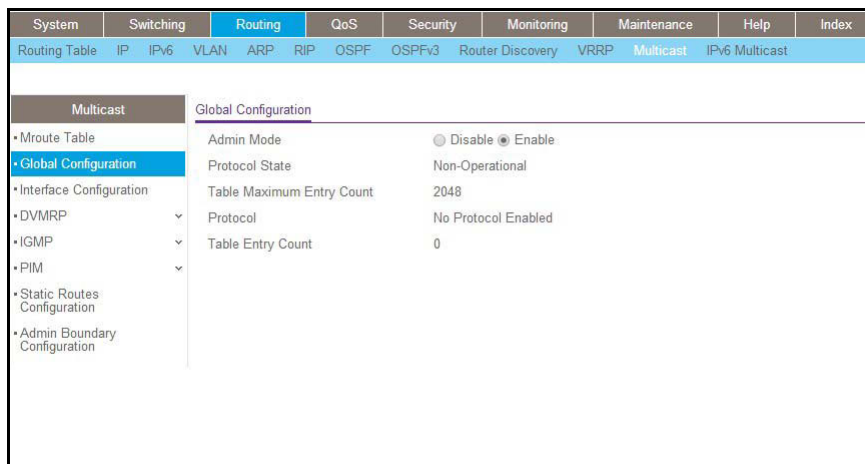 System Switching Routing QoS Security Monitoring Maintenance Help Index
Routing Table IP IPv6 VLAN ARP RIP OSPF OSPFv3 Router Discovery VRRP Multicast IPv6 Multicast
Multicast
Mroute Table
Global Configuration
Interface Configuration
DVMRP
IGMP
PIM
Static Routes
Configuration
Admin Boundary
Configuration
Global Configuration
Admin Mode Disable Enable
Protocol State Non-Operational
Table Maximum Entry Count 2048
Protocol No Protocol Enabled
Table Entry Count 0